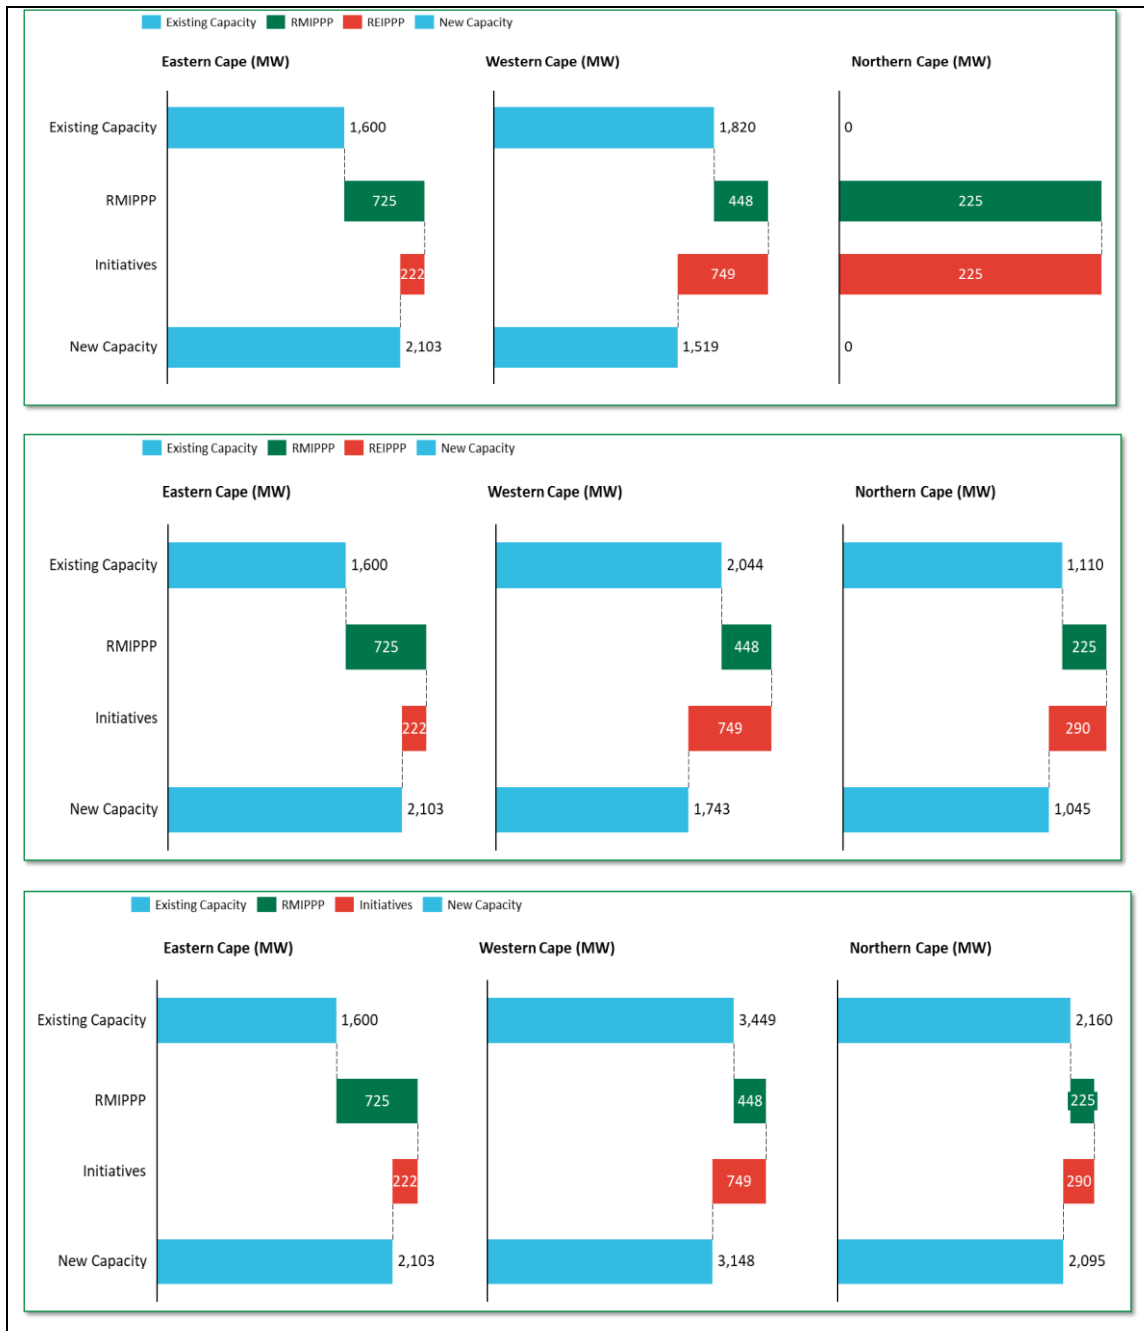 Existing Capacity RMIPPP REIPPP New Capacity
Eastern Cape (MW) Western Cape (MW) Northern Cape (MW)
Existing Capacity 1,600 1,820 0
RMIPPP 725 448 225
Initiatives 222 749 225
New Capacity 2,103 1,519 0
Existing Capacity RMIPPP REIPPP New Capacity
Eastern Cape (MW) Western Cape (MW) Northern Cape (MW)
Existing Capacity 1,600 2,044 1,110
RMIPPP 725 448 225
Initiatives 222 749 290
New Capacity 2,103 1,743 1,045
Existing Capacity RMIPPP Initiatives New Capacity
Eastern Cape (MW) Western Cape (MW) Northern Cape (MW)
Existing Capacity 1,600 3,449 2,160
RMIPPP 725 448 225
Initiatives 222 749 290
New Capacity 2,103 3,148 2,095